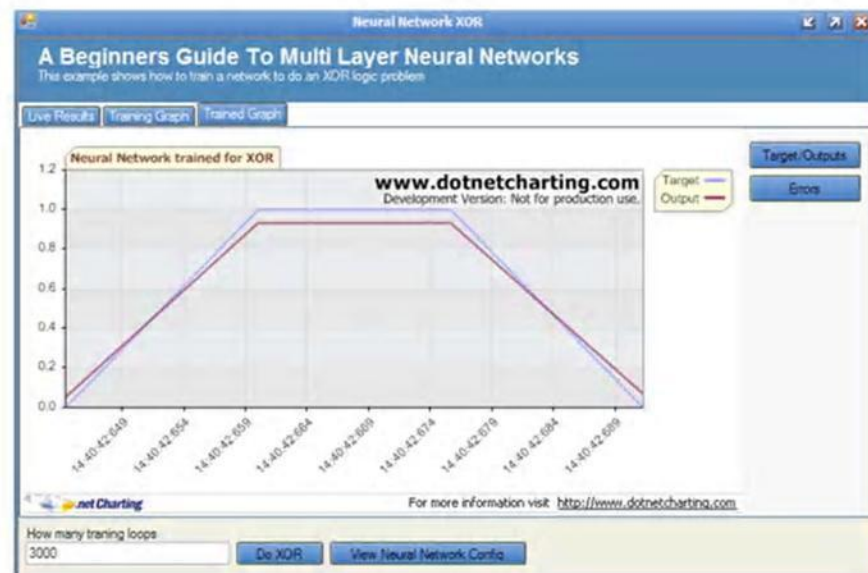 Neural Network XOR
A Beginners Guide To Multi Layer Neural Networks
This example shows how to train a network to do an XOR logic problem
Live Results Training Graph Trained Graph
Neural Network trained for XOR
www.dotnetcharting.com
Development Version: Not for production use.
Target
Output
Target/Outputs
Errors
1.2
1.0
0.8
0.6
0.4
0.2
0.0
14:40:42:649 14:40:42:654 14:40:42:659 14:40:42:664 14:40:42:669 14:40:42:674 14:40:42:679 14:40:42:684 14:40:42:689
.net Charting
For more information visit http://www.dotnetcharting.com
How many traning loops
3000 Do XOR View Neural Network Config